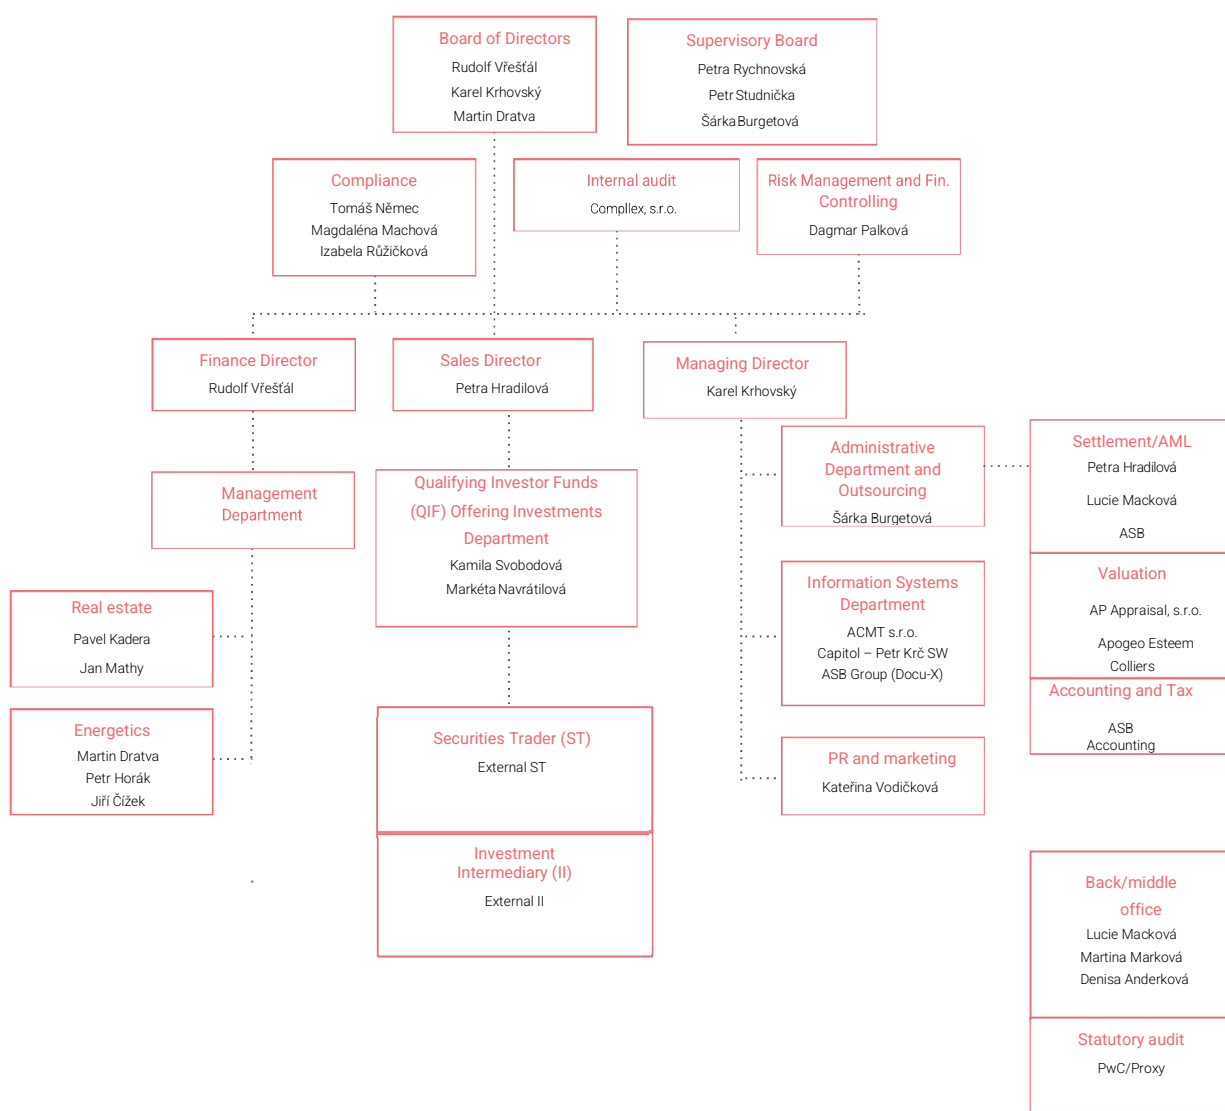 Board of Directors
Rudolf Vřešťál
Karel Krhovský
Martin Dratva
Supervisory Board
Petra Rychnovská
Petr Studnička
Šárka Burgetová
Compliance
Tomáš Němec
Magdaléna Machová
Izabela Růžičková
Internal audit
Compllex, s.r.o.
Risk Management and Fin.
Controlling
Dagmar Palková
Finance Director
Rudolf Vřešťál
Sales Director
Petra Hradilová
Managing Director
Karel Krhovský
Management
Department
Qualifying Investor Funds
(QIF) Offering Investments
Department
Kamila Svobodová
Markéta Navrátilová
Administrative
Department and
Outsourcing
Šárka Burgetová
Settlement/AML
Petra Hradilová
Lucie Macková
ASB
Valuation
AP Appraisal, s.r.o.
Apogeo Esteem
Colliers
Accounting and Tax
ASB
Accounting
Real estate
Pavel Kadera
Jan Mathy
Information Systems
Department
ACMT s.r.o.
Capitol – Petr Krč SW
ASB Group (Docu-X)
Energetics
Martin Dratva
Petr Horák
Jiří Čížek
Securities Trader (ST)
External ST
PR and marketing
Kateřina Vodičková
Investment
Intermediary (II)
External II
Back/middle
office
Lucie Macková
Martina Marková
Denisa Anderková
Statutory audit
PwC/Proxy